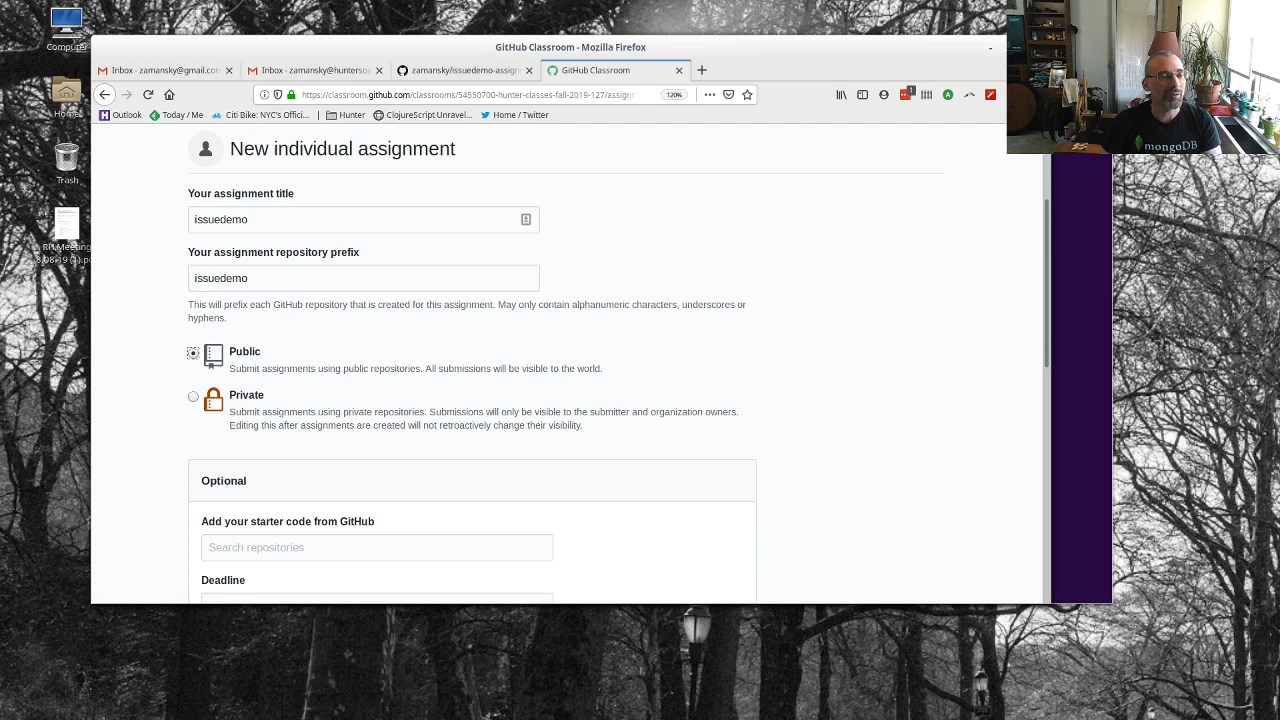 Computer
Home
Trash
RH Meeting
GitHub Classroom - Mozilla Firefox
Inbox - zamansky@gmail.com
Inbox - zamansky@
zamansky/issuedemo-assign
GitHub Classroom
https://classroom.github.com/classrooms/54550700-hunter-classes-fall-2019-127/assign
120%
1
Outlook
Today / Me
Citi Bike: NYC's Offici...
Hunter
ClojureScript Unravel...
Home / Twitter
mongoDB
New individual assignment
Your assignment title
issuedemo
Your assignment repository prefix
issuedemo
This will prefix each GitHub repository that is created for this assignment. May only contain alphanumeric characters, underscores or
hyphens.
Public
Submit assignments using public repositories. All submissions will be visible to the world.
Private
Submit assignments using private repositories. Submissions will only be visible to the submitter and organization owners.
Editing this after assignments are created will not retroactively change their visibility.
Optional
Add your starter code from GitHub
Search repositories
Deadline